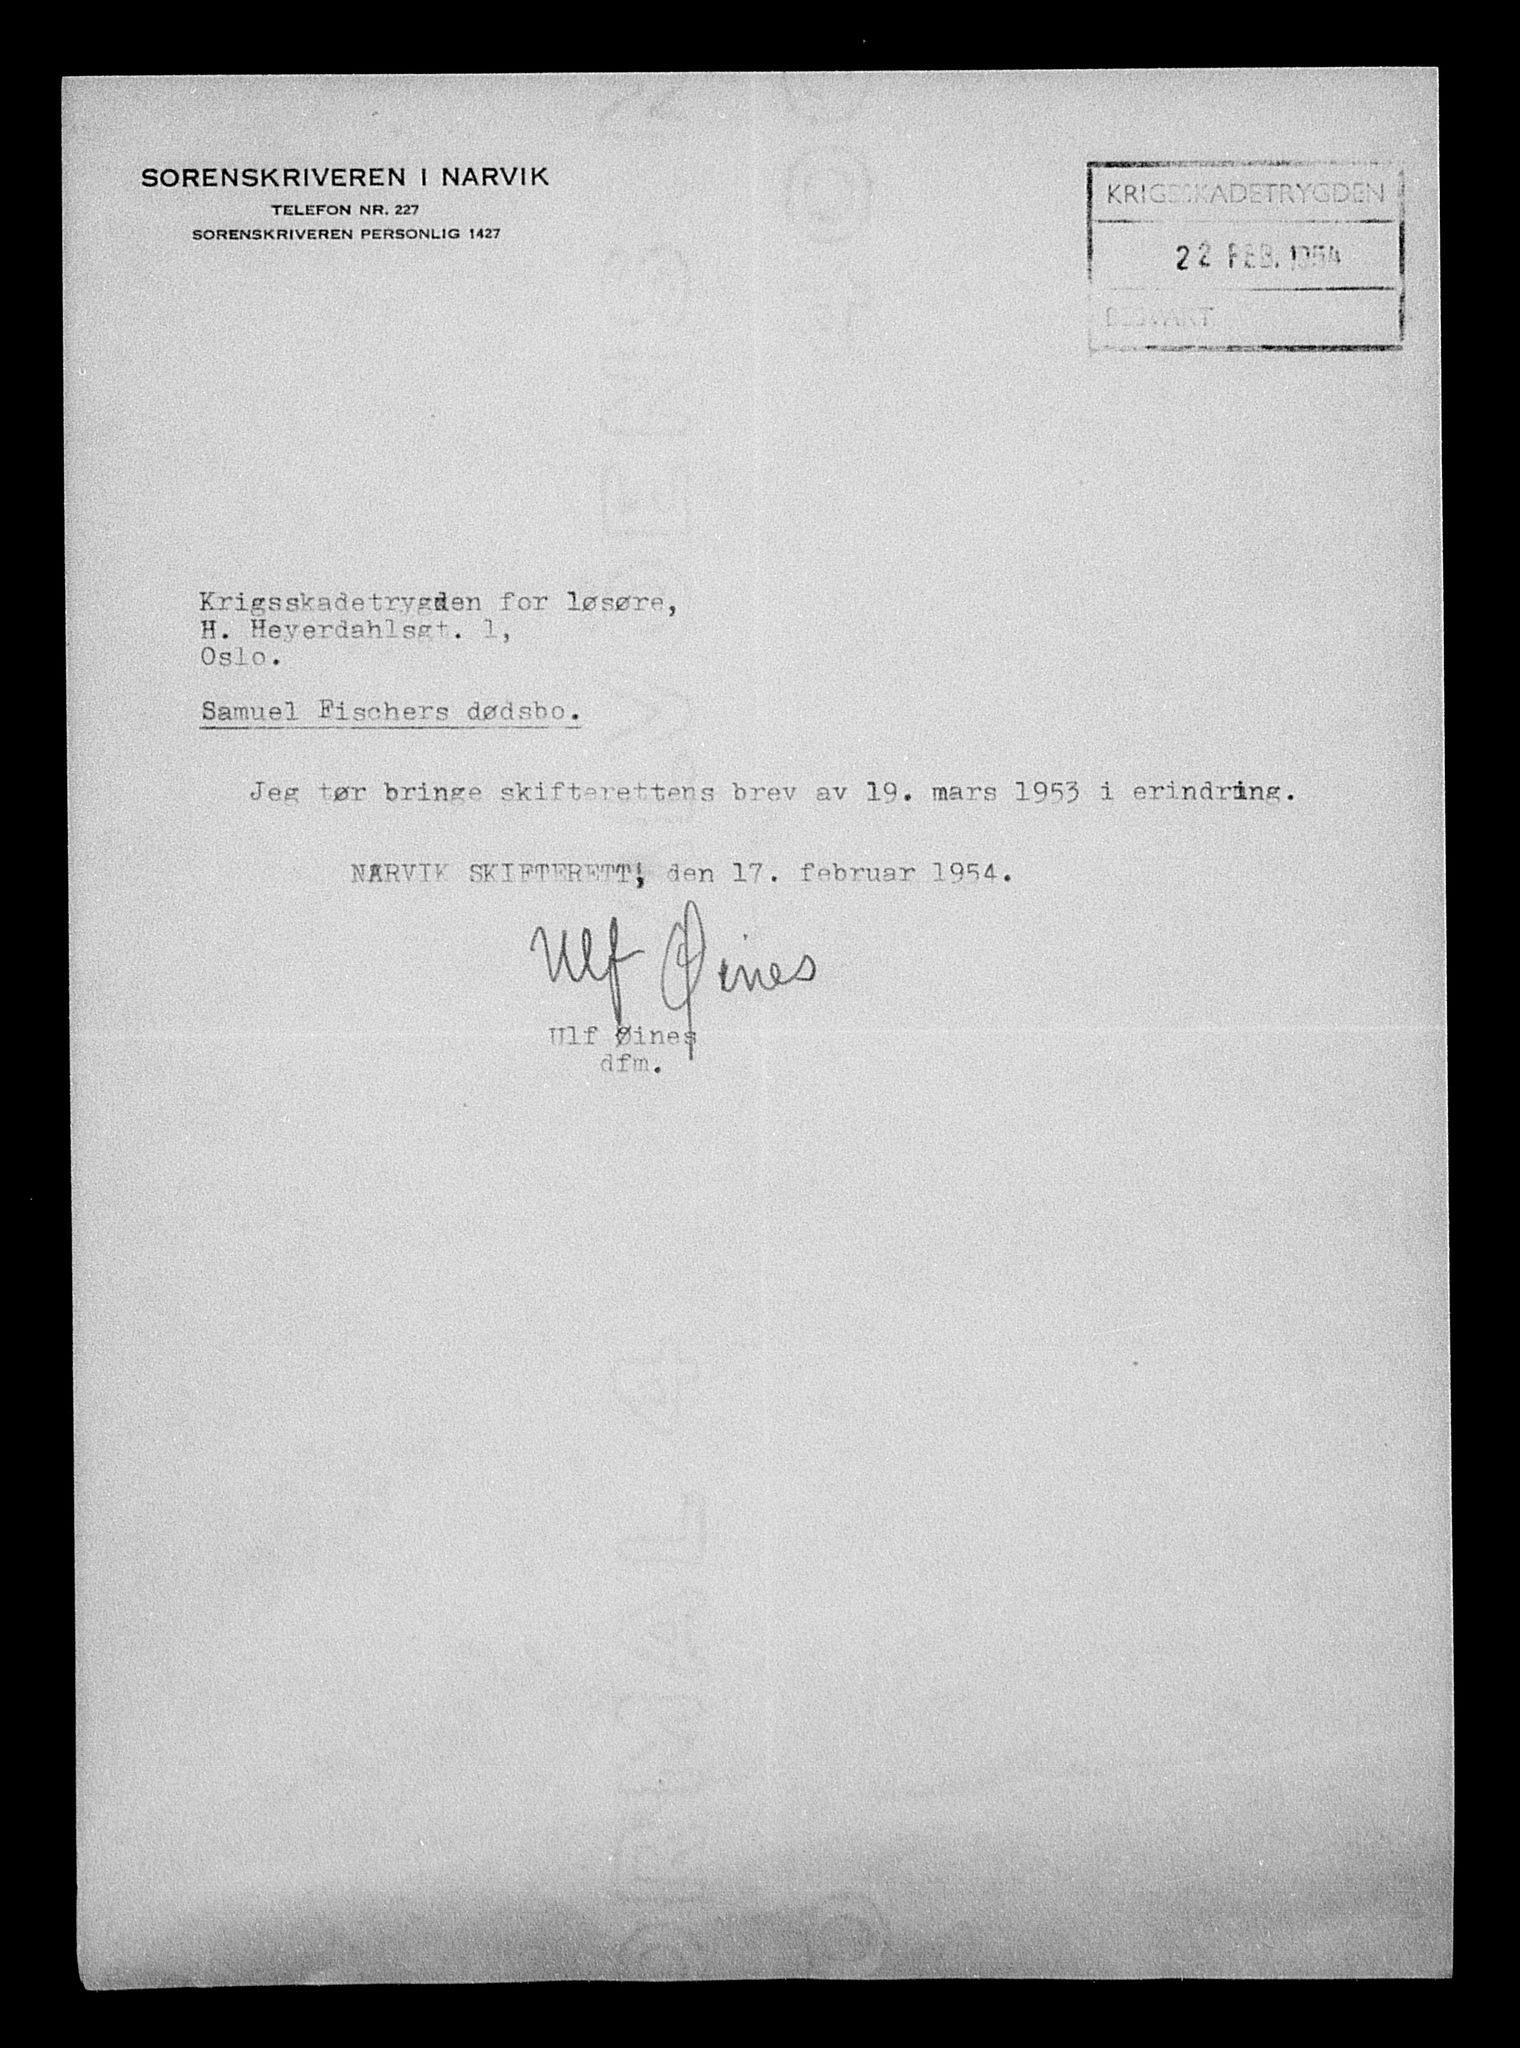 SORENSKRIVEREN I NARVIK
TELEFON NR. 227
SORENSKRIVEREN PERSONLIG 1427
KRIGSSKADETRYGDEN
22 FEB. 1954
BESVART
Krigsskadetrygden for løsøre,
H. Heyerdahlsgt. 1,
Oslo.
Samuel Fischers dødsbo.
Jeg tør bringe skifterettens brev av 19. mars 1953 i erindring.
NARVIK SKIFTERETT, den 17. februar 1954.
Ulf Øines
Ulf Øines
dfm.